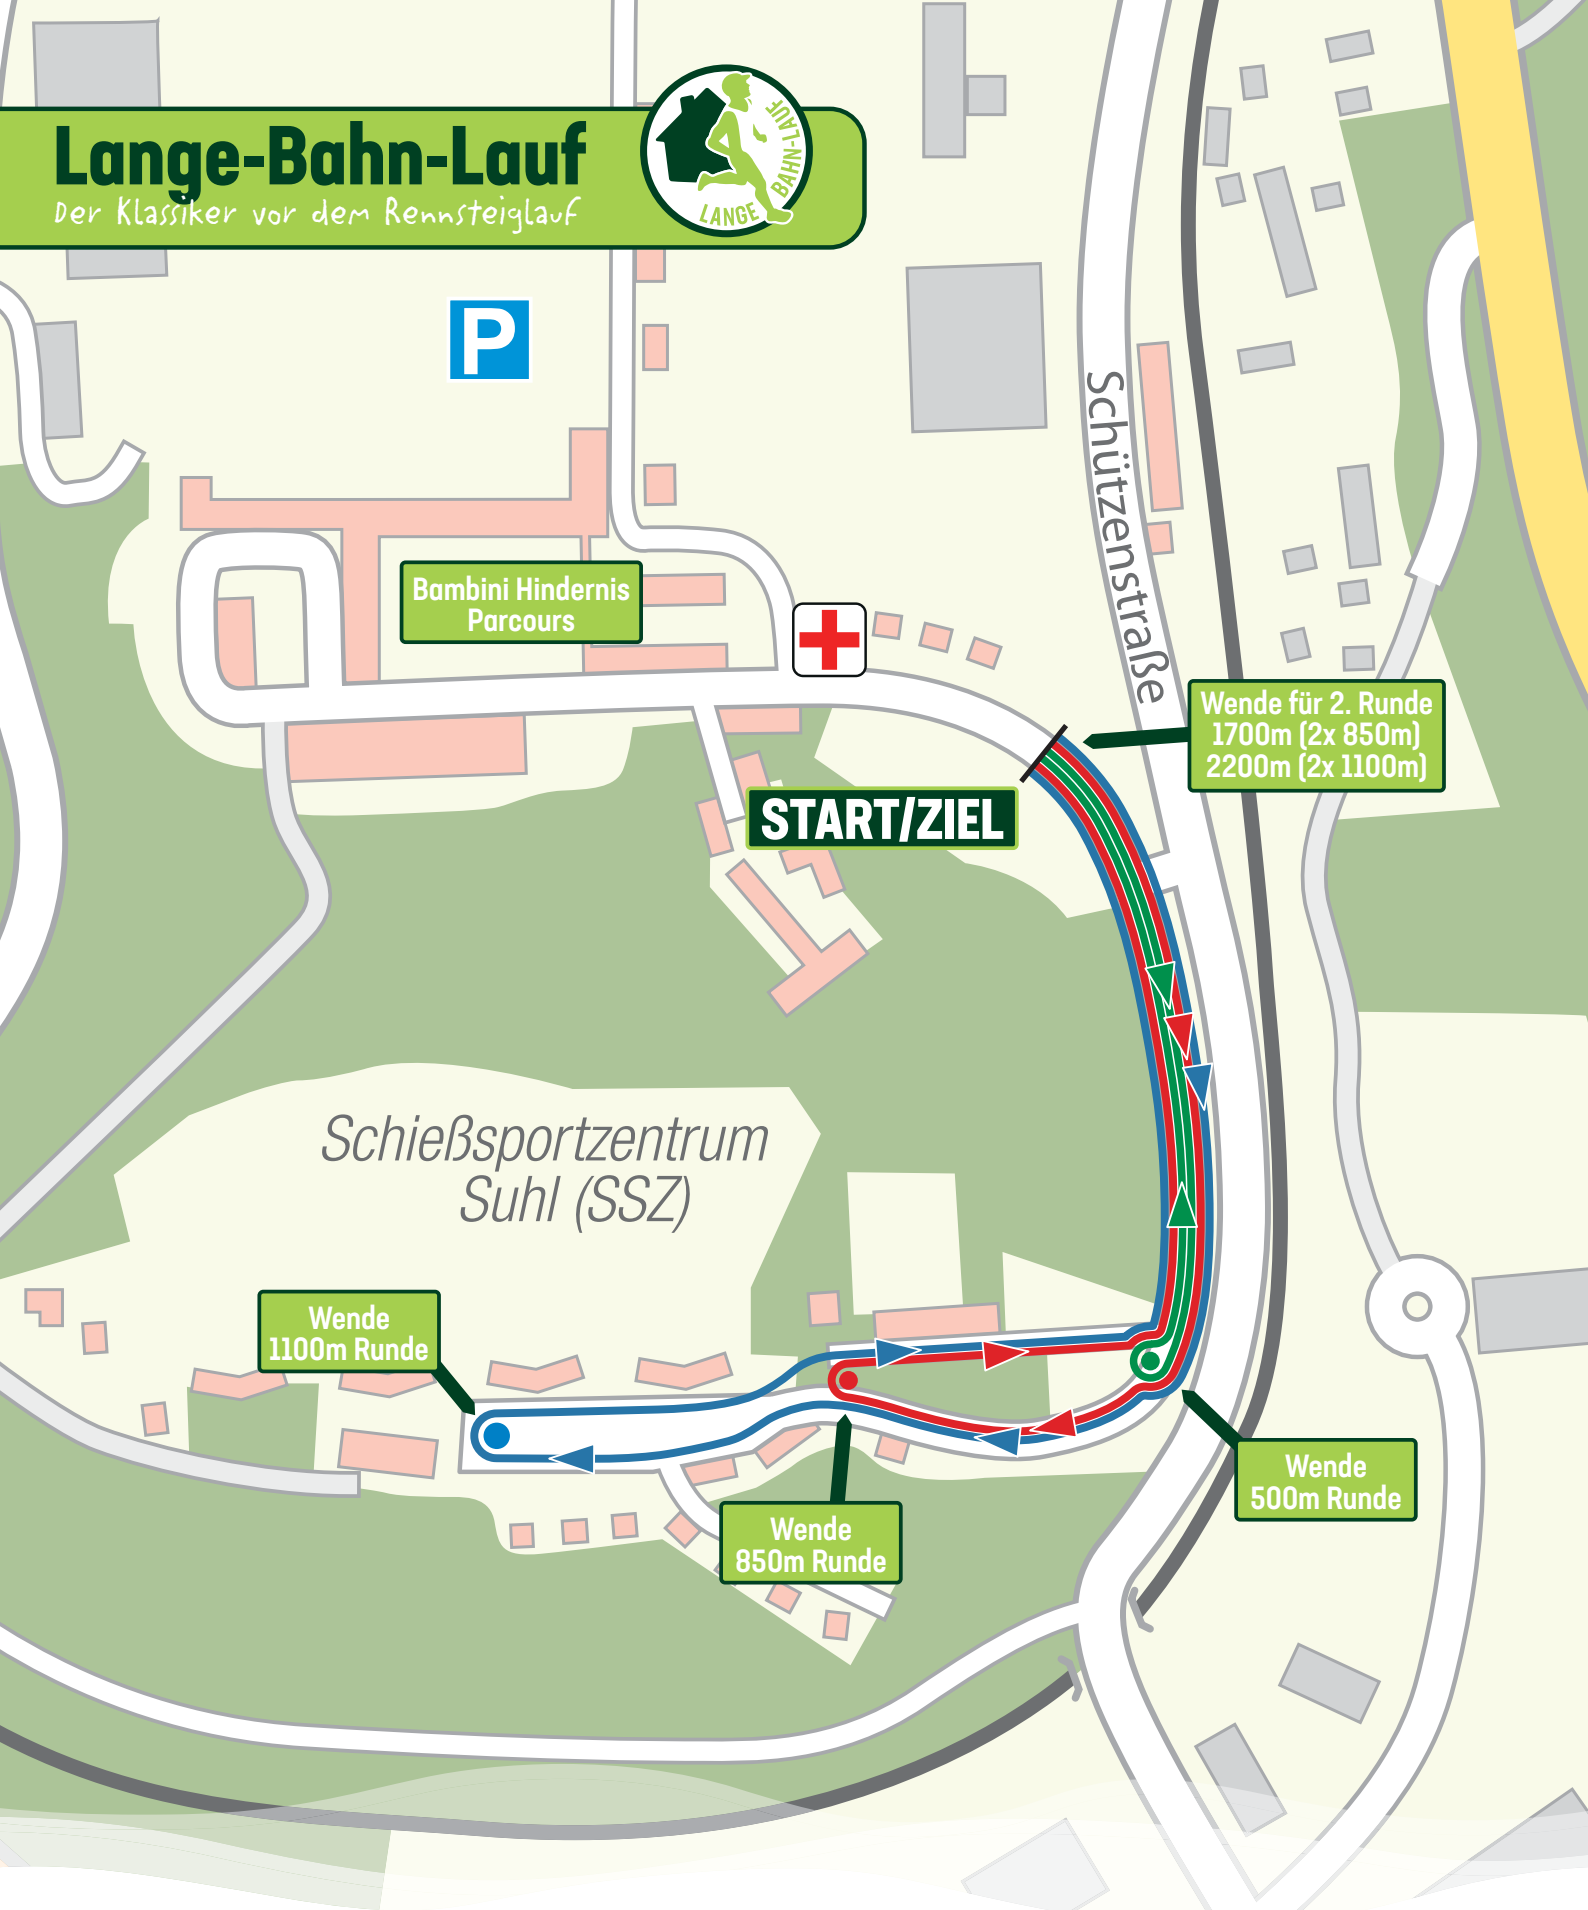 Lange-Bahn-Lauf
Der Klassiker vor dem Rennsteiglauf
LANGE
BAHN-LAUF
P
Schützenstraße
Bambini Hindernis
Parcours
Wende für 2. Runde
1700m (2x 850m)
2200m (2x 1100m)
START/ZIEL
Schießsportzentrum
Suhl (SSZ)
Wende
1100m Runde
Wende
500m Runde
Wende
850m Runde